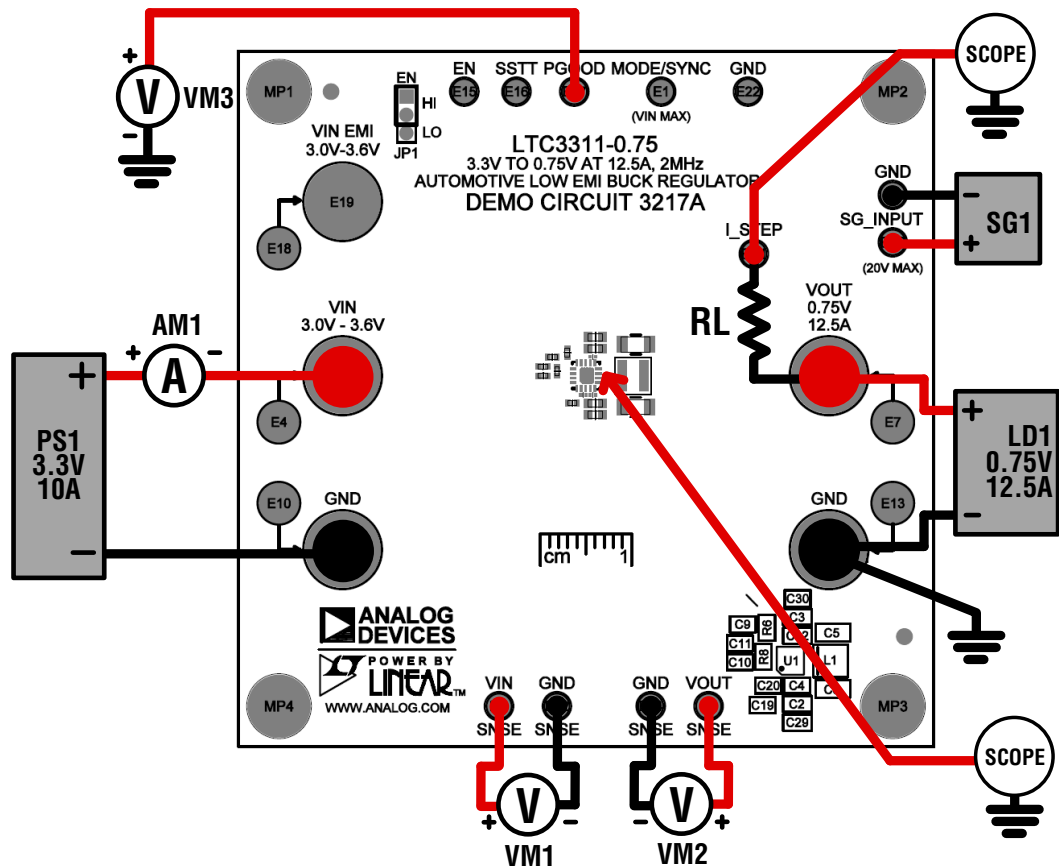 +
V
VM3
−
SCOPE
MP1
EN
HI
LO
JP1
EN
SSTT
PGOOD
MODE/SYNC
GND
E15
E16
E1
E22
(VIN MAX)
MP2
LTC3311-0.75
3.3V TO 0.75V AT 12.5A, 2MHz
AUTOMOTIVE LOW EMI BUCK REGULATOR
DEMO CIRCUIT 3217A
VIN EMI
3.0V-3.6V
E19
E18
GND
SG_INPUT
(20V MAX)
−
+
SG1
I_STEP
RL
VOUT
0.75V
12.5A
VIN
3.0V - 3.6V
AM1
+
A
−
+
PS1
3.3V
10A
−
E4
E10
GND
E7
+
LD1
0.75V
12.5A
−
E13
GND
cm
1
ANALOG
DEVICES
POWER BY
LINEAR™
WWW.ANALOG.COM
C30
C3
C9
R6
C5
C11
C10
R8
U1
L1
C20
C4
C19
C2
C29
MP4
MP3
VIN
GND
SNSE
SNSE
GND
VOUT
SNSE
SNSE
+
V
−
VM1
−
V
+
VM2
SCOPE